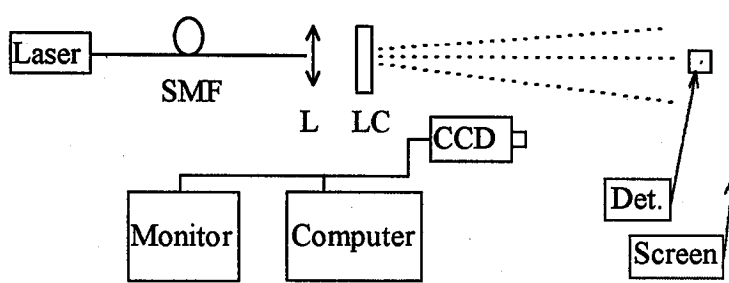 Laser
SMF
L
LC
CCD
Det.
Monitor
Computer
Screen